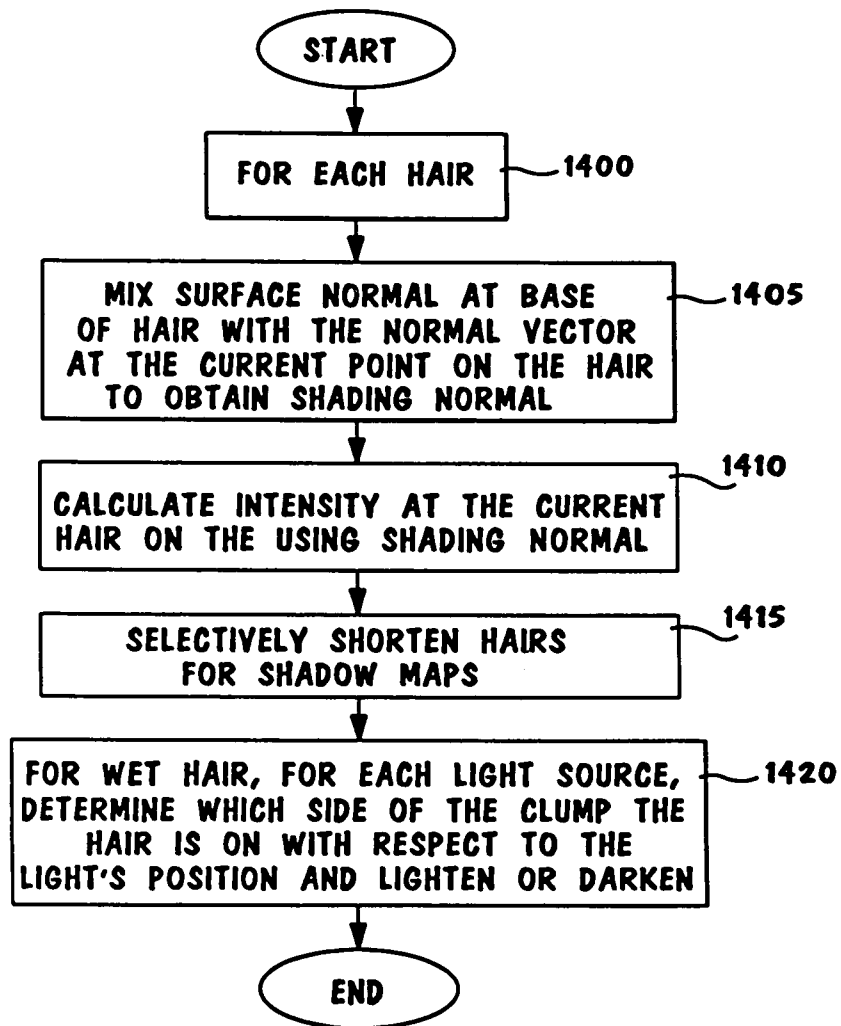 START
FOR EACH HAIR
1400
MIX SURFACE NORMAL AT BASE
OF HAIR WITH THE NORMAL VECTOR
AT THE CURRENT POINT ON THE HAIR
TO OBTAIN SHADING NORMAL
1405
CALCULATE INTENSITY AT THE CURRENT
HAIR ON THE USING SHADING NORMAL
1410
SELECTIVELY SHORTEN HAIRS
FOR SHADOW MAPS
1415
FOR WET HAIR, FOR EACH LIGHT SOURCE,
DETERMINE WHICH SIDE OF THE CLUMP THE
HAIR IS ON WITH RESPECT TO THE
LIGHT'S POSITION AND LIGHTEN OR DARKEN
1420
END